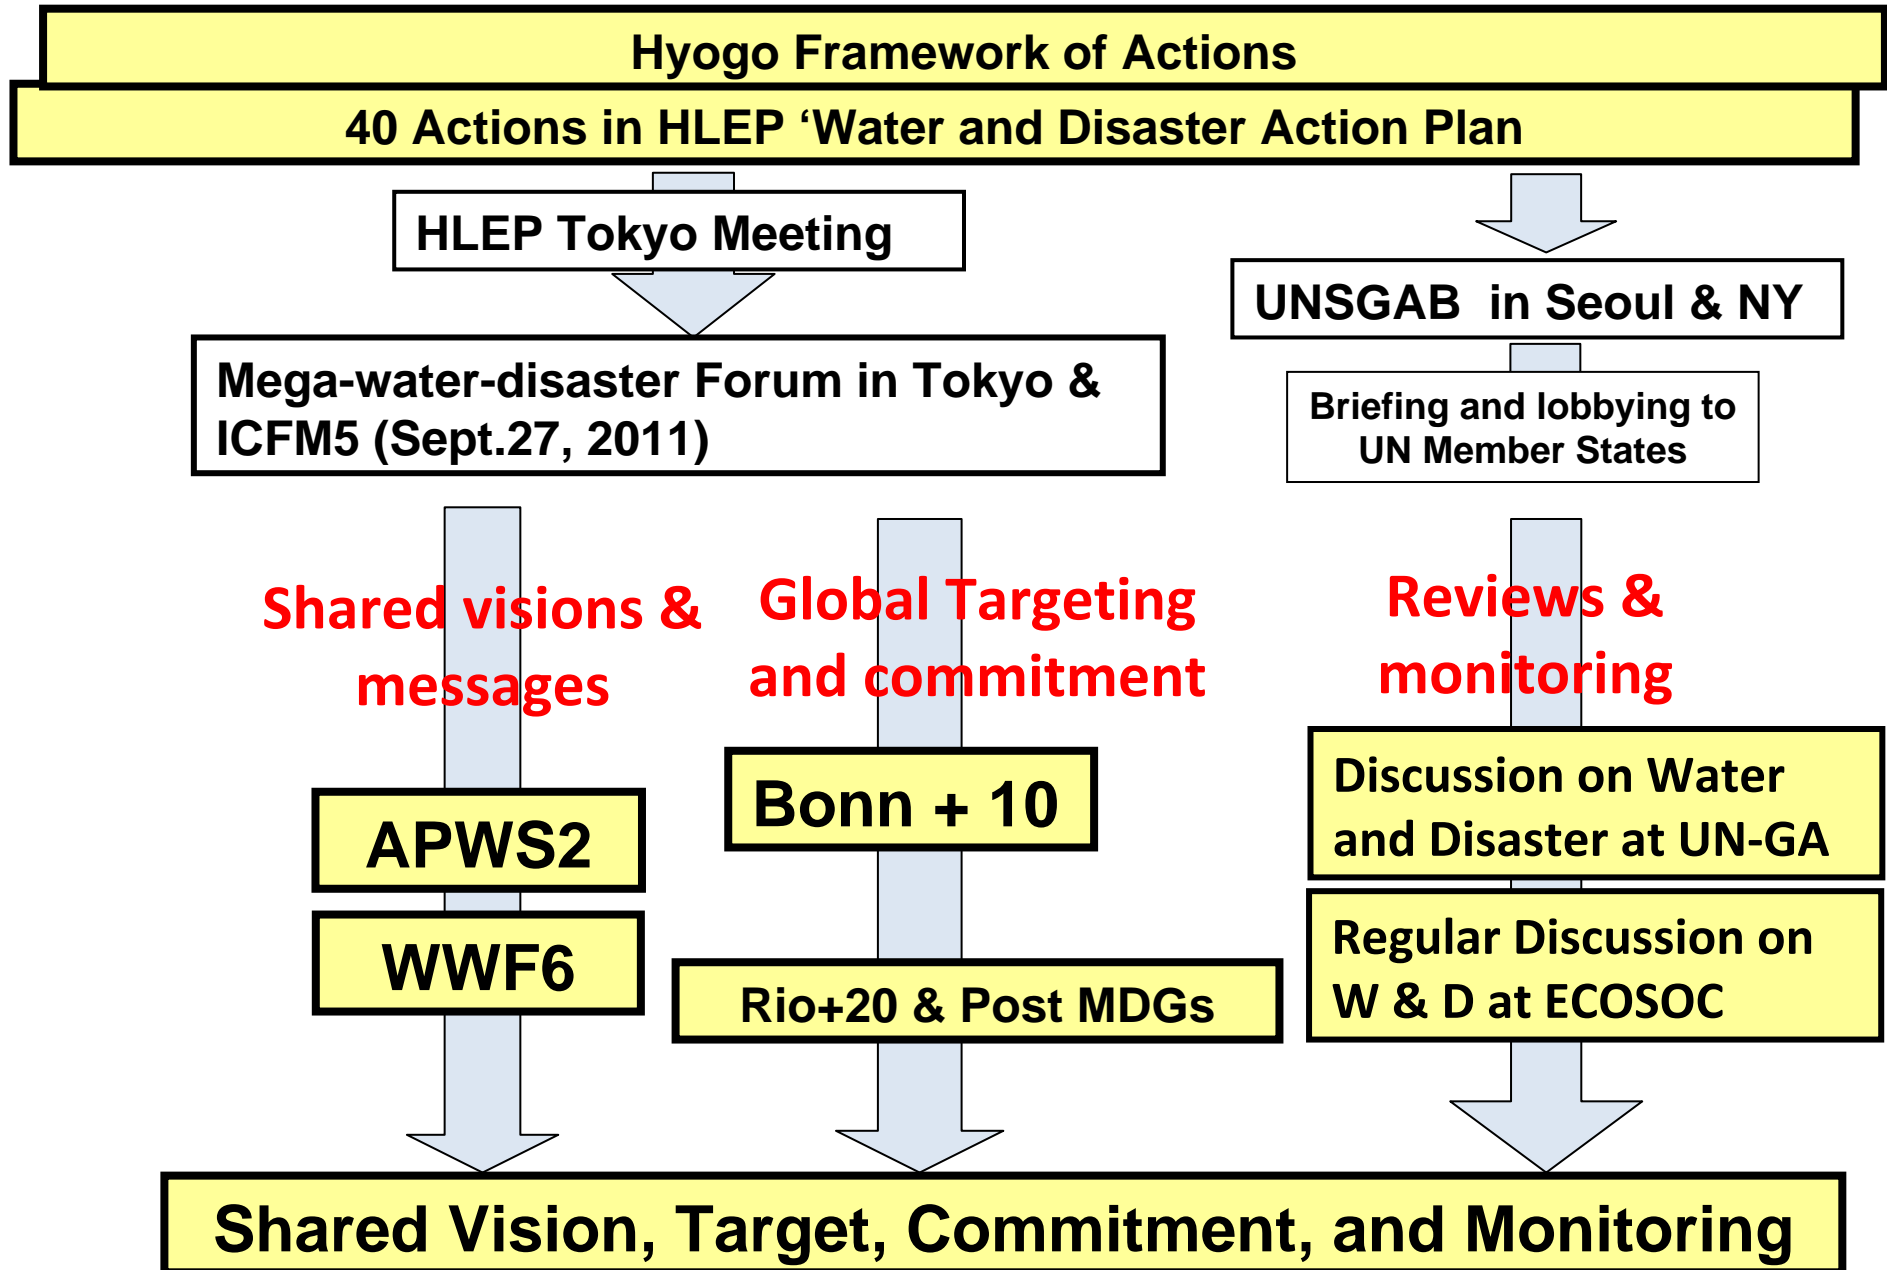 Hyogo Framework of Actions
40 Actions in HLEP ‘Water and Disaster Action Plan
HLEP Tokyo Meeting
UNSGAB in Seoul & NY
Mega-water-disaster Forum in Tokyo &
ICFM5 (Sept.27, 2011)
Briefing and lobbying to
UN Member States
Shared visions &
messages
Global Targeting
and commitment
Reviews &
monitoring
APWS2
WWF6
Bonn + 10
Rio+20 & Post MDGs
Discussion on Water
and Disaster at UN-GA
Regular Discussion on
W & D at ECOSOC
Shared Vision, Target, Commitment, and Monitoring